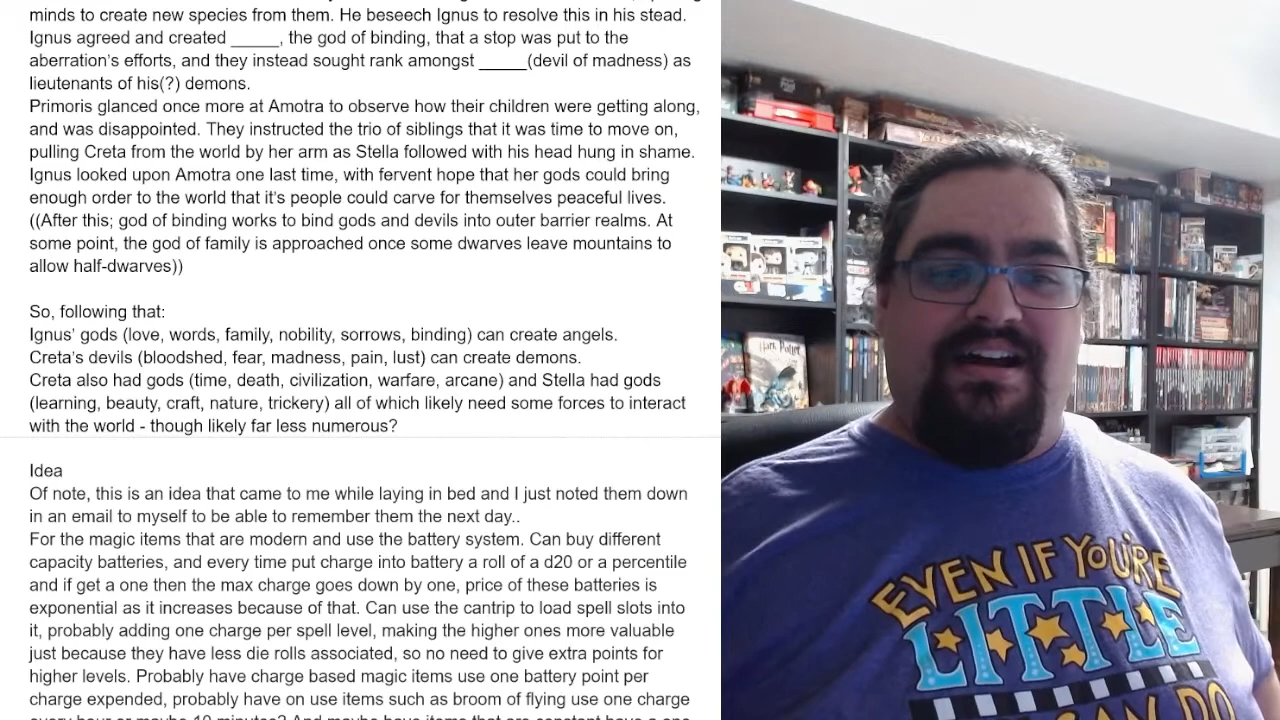 minds to create new species from them. He beseech Ignus to resolve this in his stead.
Ignus agreed and created _____, the god of binding, that a stop was put to the
aberration's efforts, and they instead sought rank amongst _____(devil of madness) as
lieutenants of his(?) demons.
Primoris glanced once more at Amotra to observe how their children were getting along,
and was disappointed. They instructed the trio of siblings that it was time to move on,
pulling Creta from the world by her arm as Stella followed with his head hung in shame.
Ignus looked upon Amotra one last time, with fervent hope that her gods could bring
enough order to the world that it's people could carve for themselves peaceful lives.
((After this; god of binding works to bind gods and devils into outer barrier realms. At
some point, the god of family is approached once some dwarves leave mountains to
allow half-dwarves))
So, following that:
Ignus' gods (love, words, family, nobility, sorrows, binding) can create angels.
Creta's devils (bloodshed, fear, madness, pain, lust) can create demons.
Creta also had gods (time, death, civilization, warfare, arcane) and Stella had gods
(learning, beauty, craft, nature, trickery) all of which likely need some forces to interact
with the world - though likely far less numerous?
Idea
Of note, this is an idea that came to me while laying in bed and I just noted them down
in an email to myself to be able to remember them the next day..
For the magic items that are modern and use the battery system. Can buy different
capacity batteries, and every time put charge into battery a roll of a d20 or a percentile
and if get a one then the max charge goes down by one, price of these batteries is
exponential as it increases because of that. Can use the cantrip to load spell slots into
it, probably adding one charge per spell level, making the higher ones more valuable
just because they have less die rolls associated, so no need to give extra points for
higher levels. Probably have charge based magic items use one battery point per
charge expended, probably have on use items such as broom of flying use one charge
every hour or maybe 10 minutes? And maybe have items that are constant have a one
EVEN IF YOU'RE
LITTLE
CAN DO